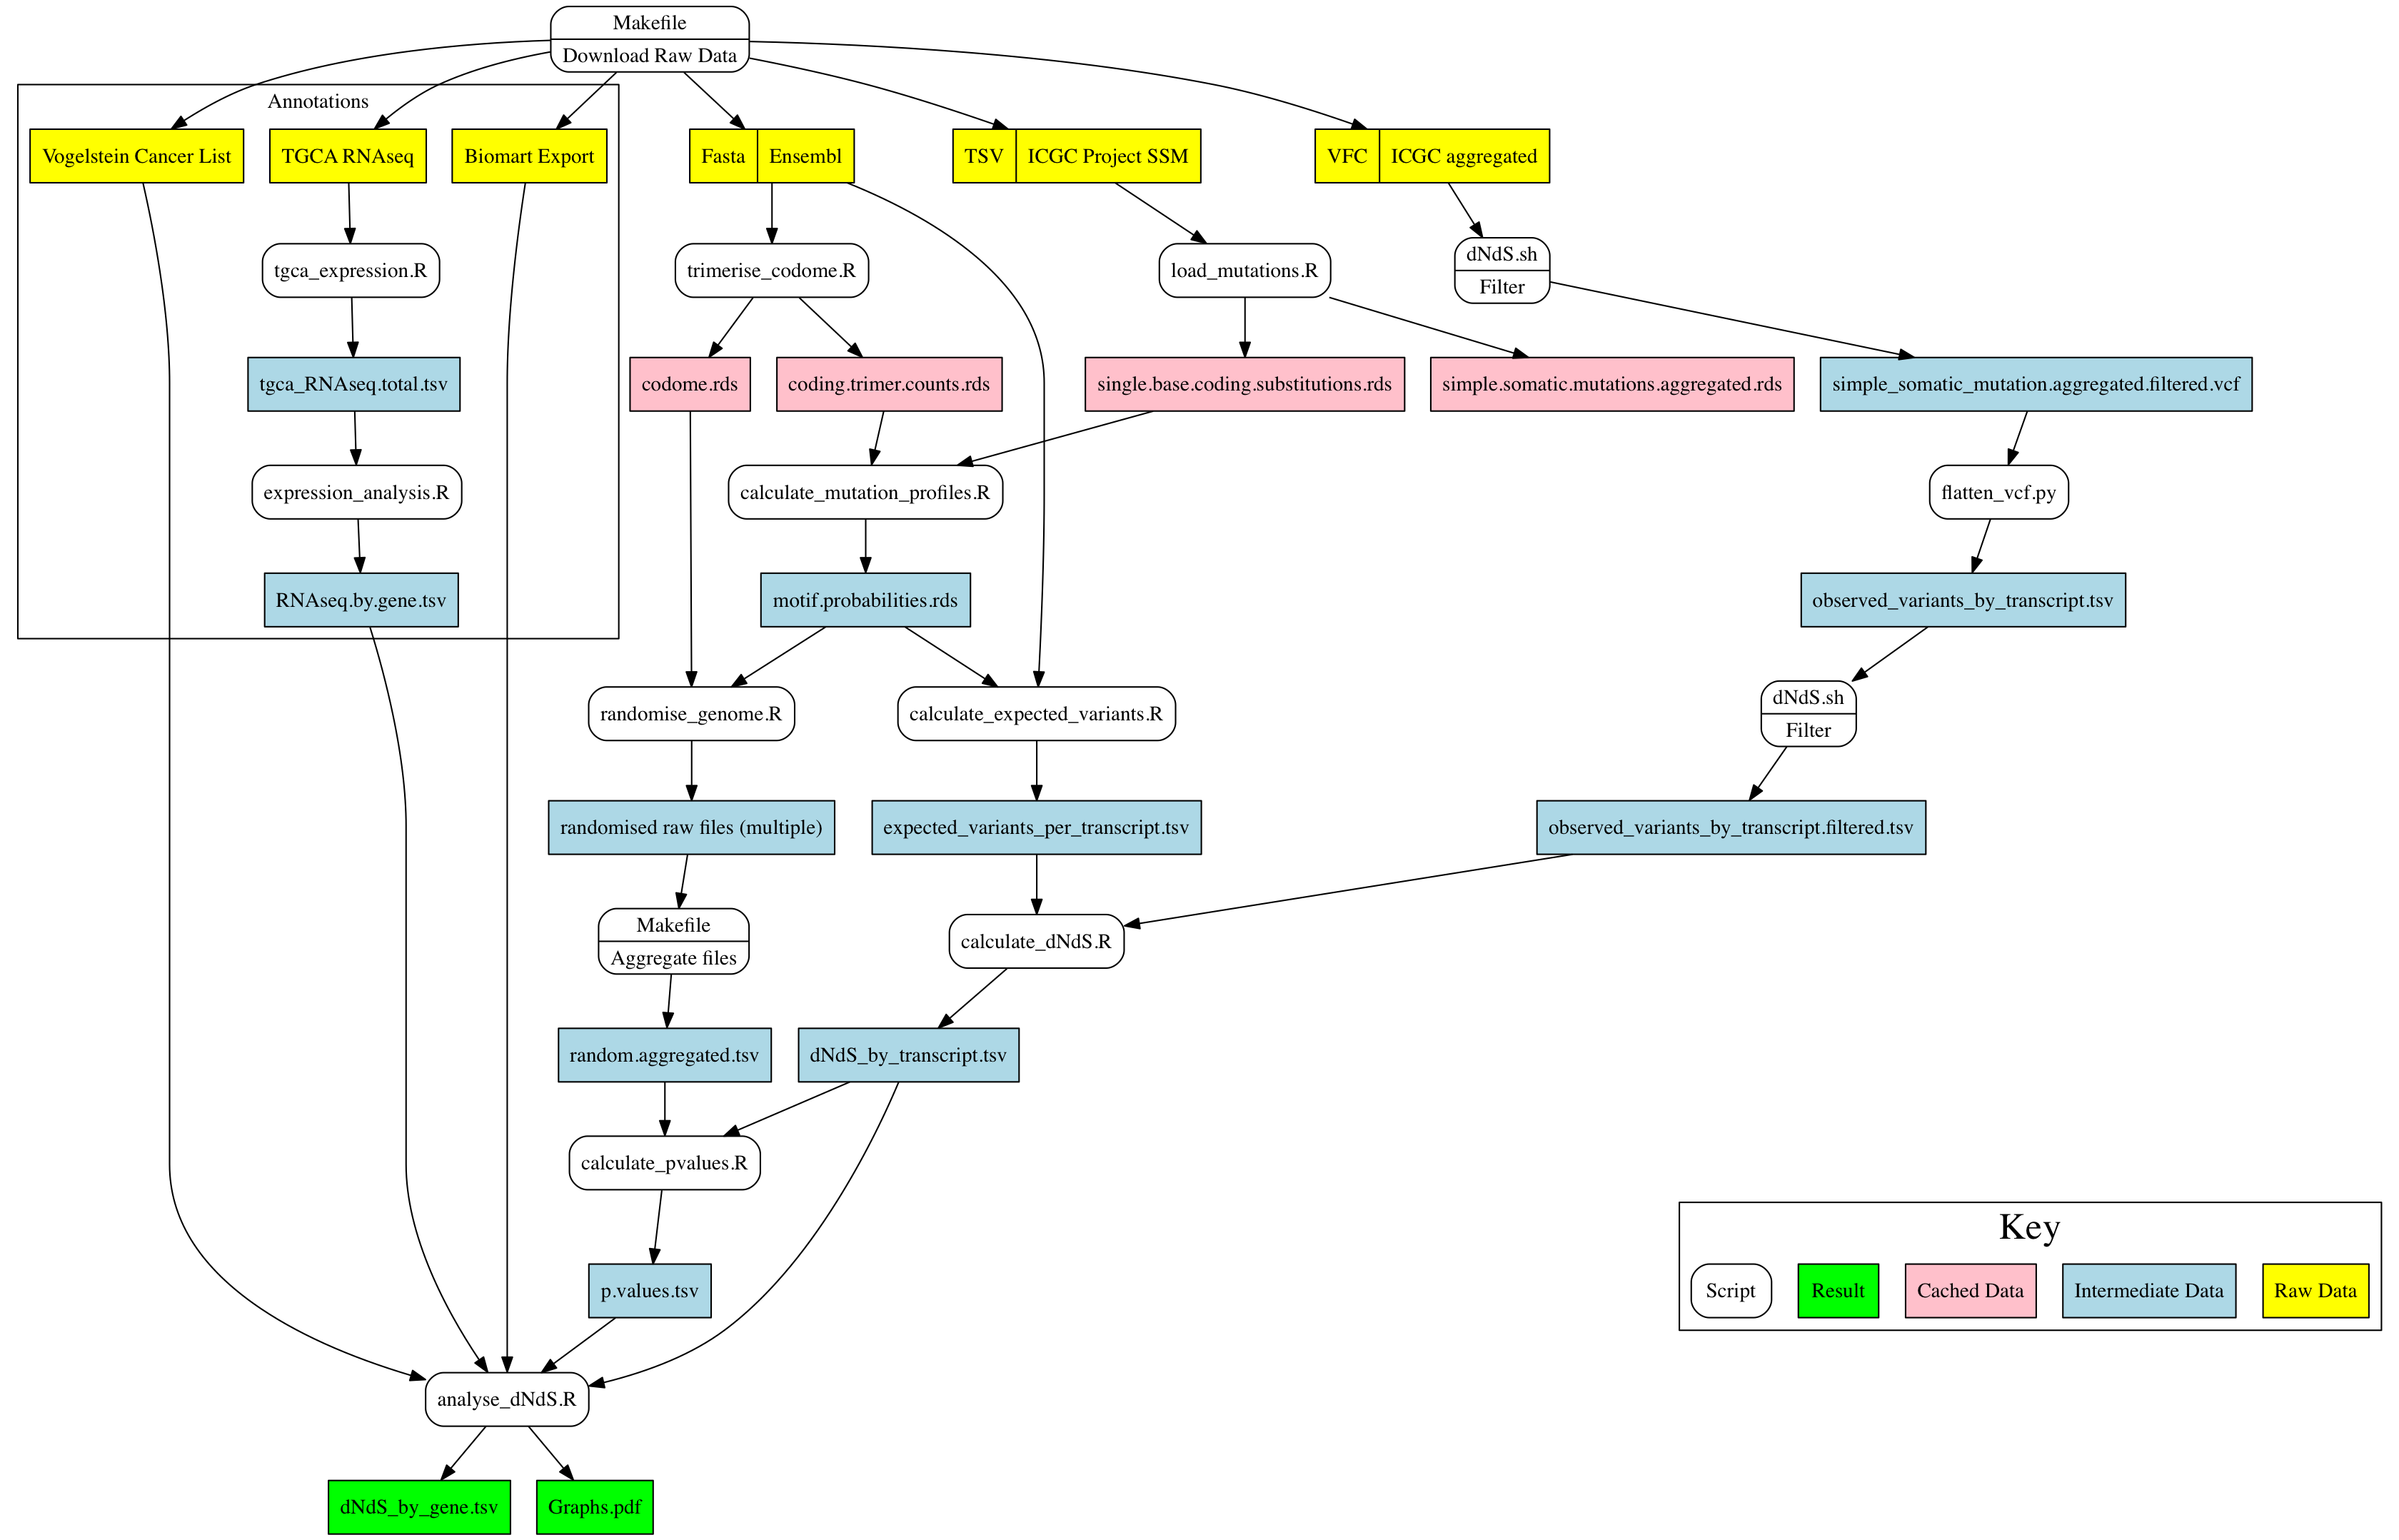 Makefile
Download Raw Data
Annotations
Vogelstein Cancer List
TGCA RNAseq
Biomart Export
Fasta
Ensembl
TSV
ICGC Project SSM
VFC
ICGC aggregated
tgca_expression.R
trimerise_codome.R
load_mutations.R
dNdS.sh
Filter
tgca_RNAseq.total.tsv
codome.rds
coding.trimer.counts.rds
single.base.coding.substitutions.rds
simple.somatic.mutations.aggregated.rds
simple_somatic_mutation.aggregated.filtered.vcf
expression_analysis.R
calculate_mutation_profiles.R
flatten_vcf.py
RNAseq.by.gene.tsv
motif.probabilities.rds
observed_variants_by_transcript.tsv
randomise_genome.R
calculate_expected_variants.R
dNdS.sh
Filter
randomised raw files (multiple)
expected_variants_per_transcript.tsv
observed_variants_by_transcript.filtered.tsv
Makefile
Aggregate files
calculate_dNdS.R
random.aggregated.tsv
dNdS_by_transcript.tsv
calculate_pvalues.R
Key
Script
Result
Cached Data
Intermediate Data
Raw Data
p.values.tsv
analyse_dNdS.R
dNdS_by_gene.tsv
Graphs.pdf